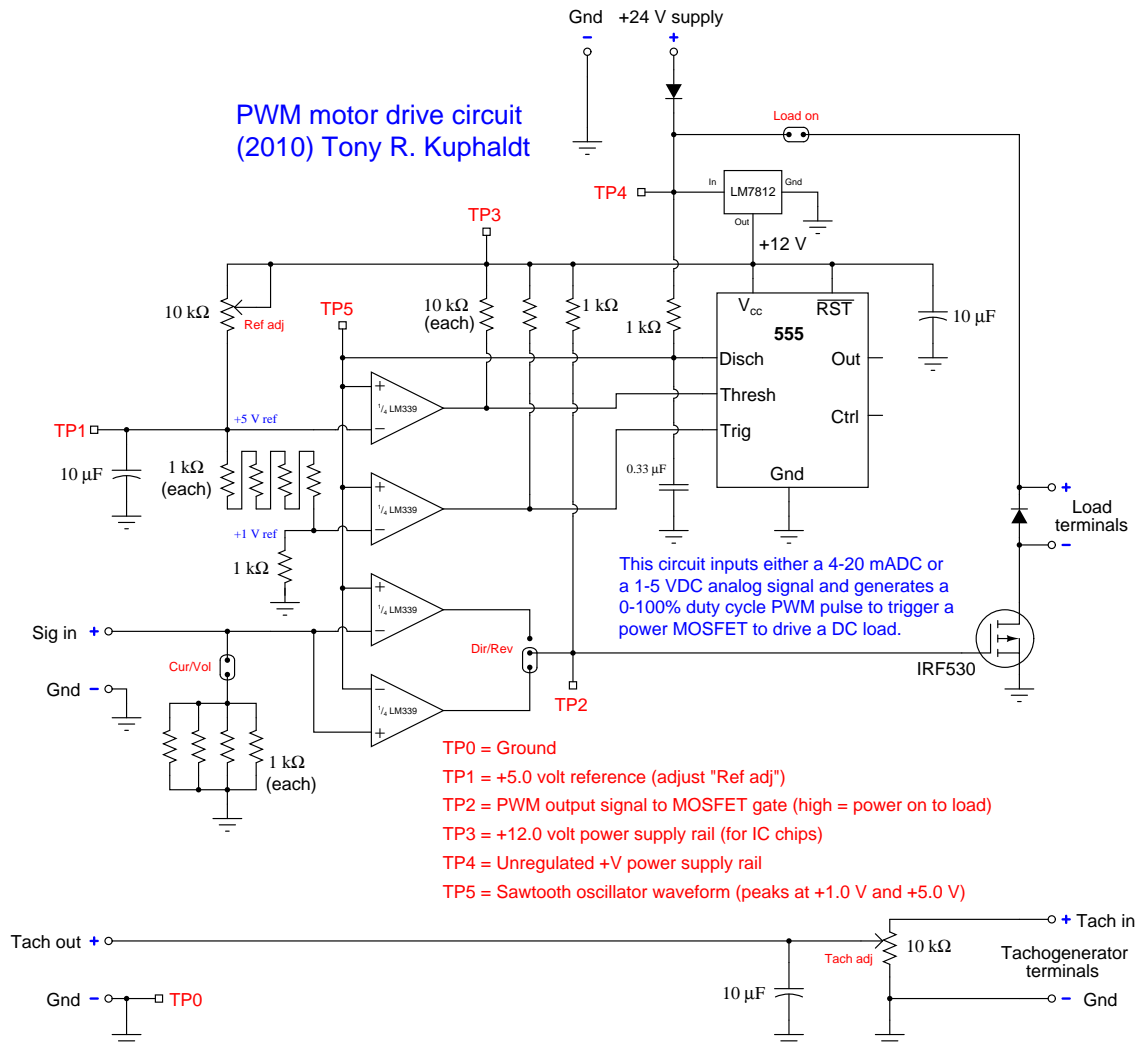 Gnd
+24 V supply
-
+
PWM motor drive circuit
(2010) Tony R. Kuphaldt
Load on
TP4
In
LM7812
Gnd
Out
+12 V
TP3
10 kΩ
Ref adj
TP5
10 kΩ
(each)
1 kΩ
1 kΩ
Vcc
RST
555
Disch
Out
Thresh
Ctrl
Trig
Gnd
10 μF
+
1/4 LM339
-
TP1
+5 V ref
10 μF
1 kΩ
(each)
+
1/4 LM339
-
+1 V ref
1 kΩ
0.33 μF
+
Load
terminals
-
This circuit inputs either a 4-20 mADC or
a 1-5 VDC analog signal and generates a
0-100% duty cycle PWM pulse to trigger a
power MOSFET to drive a DC load.
+
1/4 LM339
-
Sig in +
Cur/Vol
Dir/Rev
IRF530
Gnd -
-
1/4 LM339
+
TP2
1 kΩ
(each)
TP0 = Ground
TP1 = +5.0 volt reference (adjust "Ref adj")
TP2 = PWM output signal to MOSFET gate (high = power on to load)
TP3 = +12.0 volt power supply rail (for IC chips)
TP4 = Unregulated +V power supply rail
TP5 = Sawtooth oscillator waveform (peaks at +1.0 V and +5.0 V)
+ Tach in
Tach out +
Tach adj
10 kΩ
Tachogenerator
terminals
Gnd -
TP0
10 μF
- Gnd